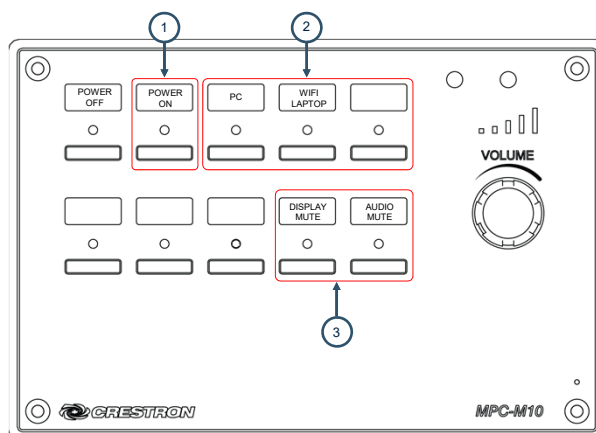 1
2
POWER
OFF
POWER
ON
PC
WIFI
LAPTOP
VOLUME
DISPLAY
MUTE
AUDIO
MUTE
3
CRESTRON
MPC-M10